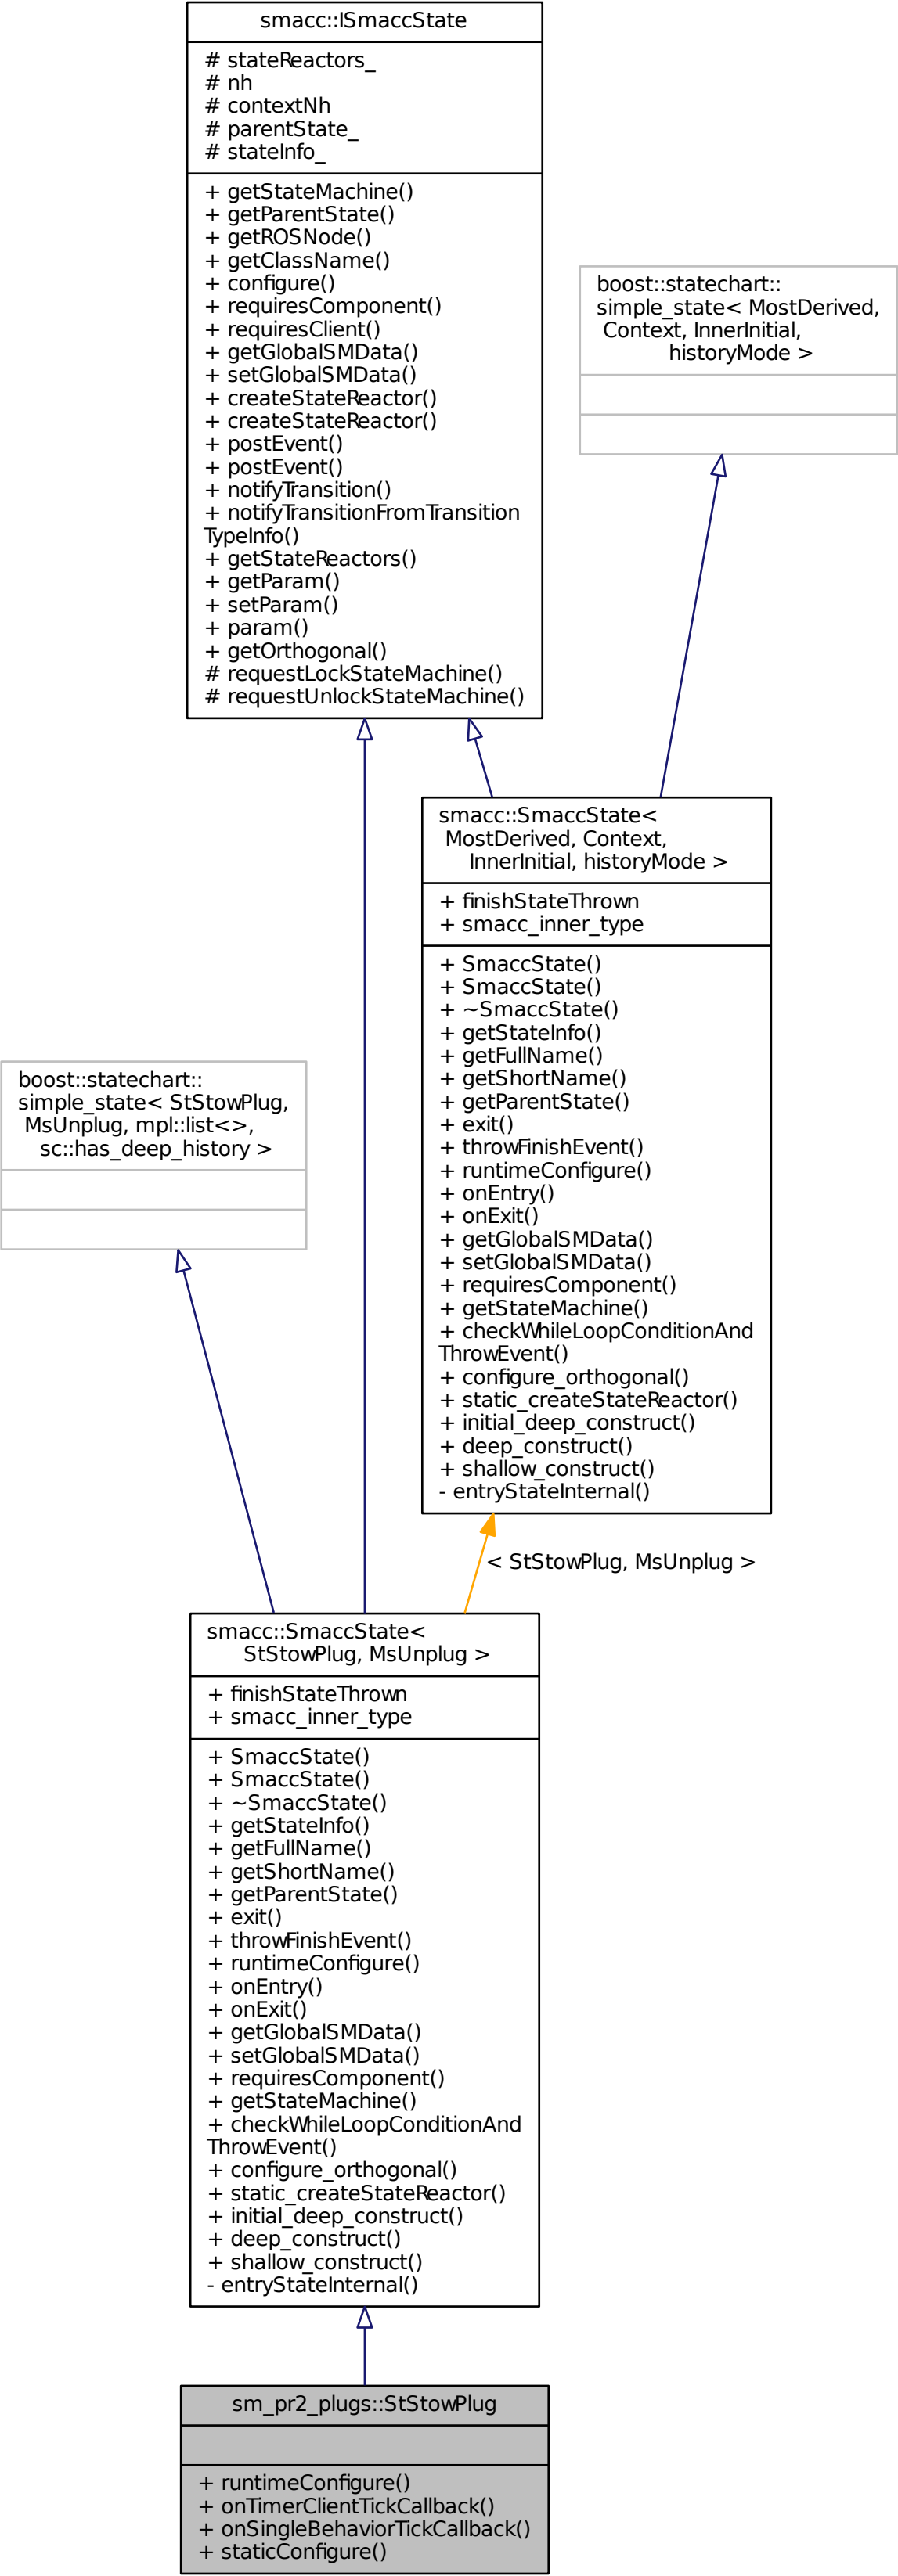 smacc::ISmaccState
# stateReactors_
# nh
# contextNh
# parentState_
# stateInfo_
+ getStateMachine()
+ getParentState()
+ getROSNode()
+ getClassName()
+ configure()
+ requiresComponent()
+ requiresClient()
+ getGlobalSMData()
+ setGlobalSMData()
+ createStateReactor()
+ createStateReactor()
+ postEvent()
+ postEvent()
+ notifyTransition()
+ notifyTransitionFromTransition
TypeInfo()
+ getStateReactors()
+ getParam()
+ setParam()
+ param()
+ getOrthogonal()
# requestLockStateMachine()
# requestUnlockStateMachine()
boost::statechart::
simple_state< MostDerived,
Context, InnerInitial,
historyMode >
smacc::SmaccState<
MostDerived, Context,
InnerInitial, historyMode >
+ finishStateThrown
+ smacc_inner_type
+ SmaccState()
+ SmaccState()
+ ~SmaccState()
+ getStateInfo()
+ getFullName()
+ getShortName()
+ getParentState()
+ exit()
+ throwFinishEvent()
+ runtimeConfigure()
+ onEntry()
+ onExit()
+ getGlobalSMData()
+ setGlobalSMData()
+ requiresComponent()
+ getStateMachine()
+ checkWhileLoopConditionAnd
ThrowEvent()
+ configure_orthogonal()
+ static_createStateReactor()
+ initial_deep_construct()
+ deep_construct()
+ shallow_construct()
- entryStateInternal()
boost::statechart::
simple_state< StStowPlug,
MsUnplug, mpl::list<>,
sc::has_deep_history >
< StStowPlug, MsUnplug >
smacc::SmaccState<
StStowPlug, MsUnplug >
+ finishStateThrown
+ smacc_inner_type
+ SmaccState()
+ SmaccState()
+ ~SmaccState()
+ getStateInfo()
+ getFullName()
+ getShortName()
+ getParentState()
+ exit()
+ throwFinishEvent()
+ runtimeConfigure()
+ onEntry()
+ onExit()
+ getGlobalSMData()
+ setGlobalSMData()
+ requiresComponent()
+ getStateMachine()
+ checkWhileLoopConditionAnd
ThrowEvent()
+ configure_orthogonal()
+ static_createStateReactor()
+ initial_deep_construct()
+ deep_construct()
+ shallow_construct()
- entryStateInternal()
sm_pr2_plugs::StStowPlug
+ runtimeConfigure()
+ onTimerClientTickCallback()
+ onSingleBehaviorTickCallback()
+ staticConfigure()